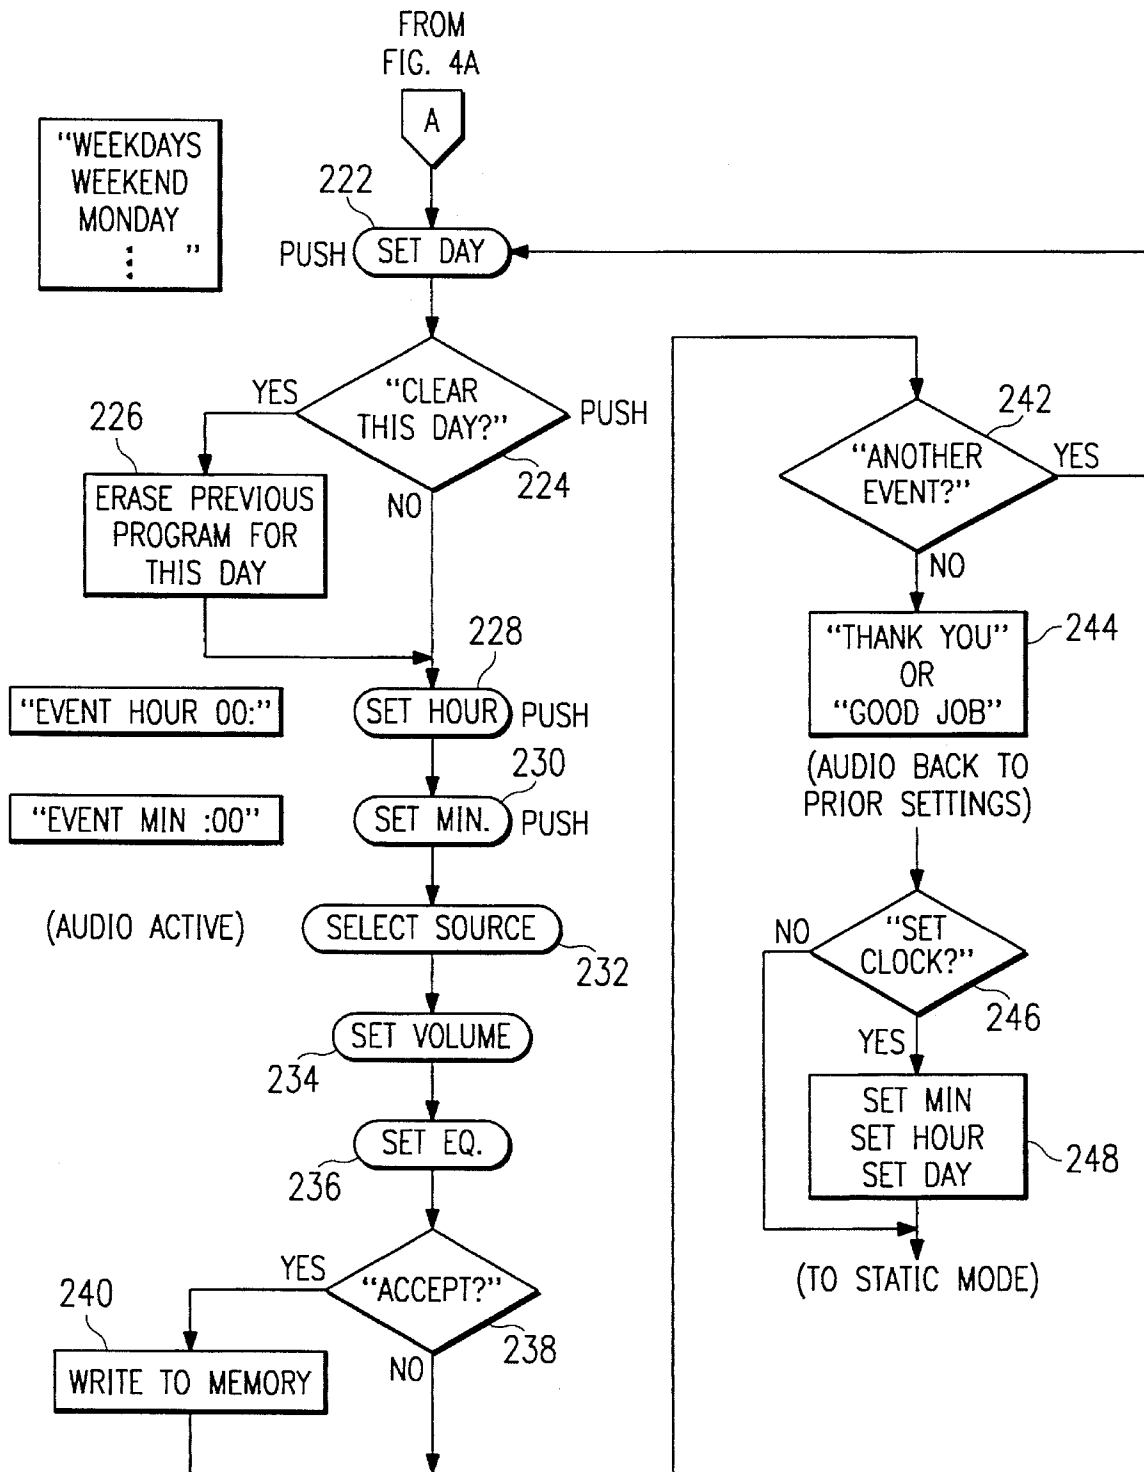 FROM
FIG. 4A
A
"WEEKDAYS
WEEKEND
MONDAY
"
222
PUSH
SET DAY
YES
"CLEAR
THIS DAY?"
PUSH
224
NO
226
ERASE PREVIOUS
PROGRAM FOR
THIS DAY
228
"EVENT HOUR 00:"
SET HOUR
PUSH
230
"EVENT MIN :00"
SET MIN.
PUSH
(AUDIO ACTIVE)
SELECT SOURCE
232
SET VOLUME
234
SET EQ.
236
YES
"ACCEPT?"
238
NO
240
WRITE TO MEMORY
242
"ANOTHER
EVENT?"
YES
NO
"THANK YOU"
OR
"GOOD JOB"
244
(AUDIO BACK TO
PRIOR SETTINGS)
NO
"SET
CLOCK?"
246
YES
SET MIN
SET HOUR
SET DAY
248
(TO STATIC MODE)